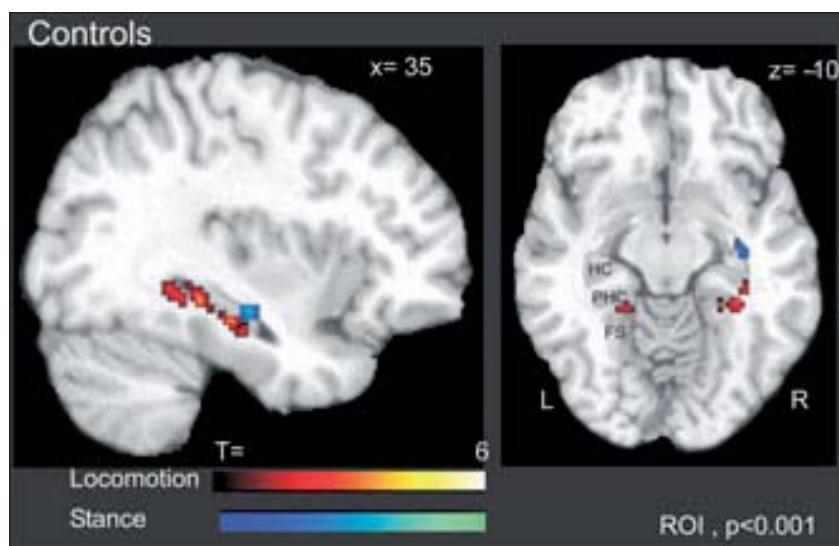 Controls
x= 35
z= -10
HC
PHC
FS
L
R
T=
6
Locomotion
Stance
ROI , p<0.001